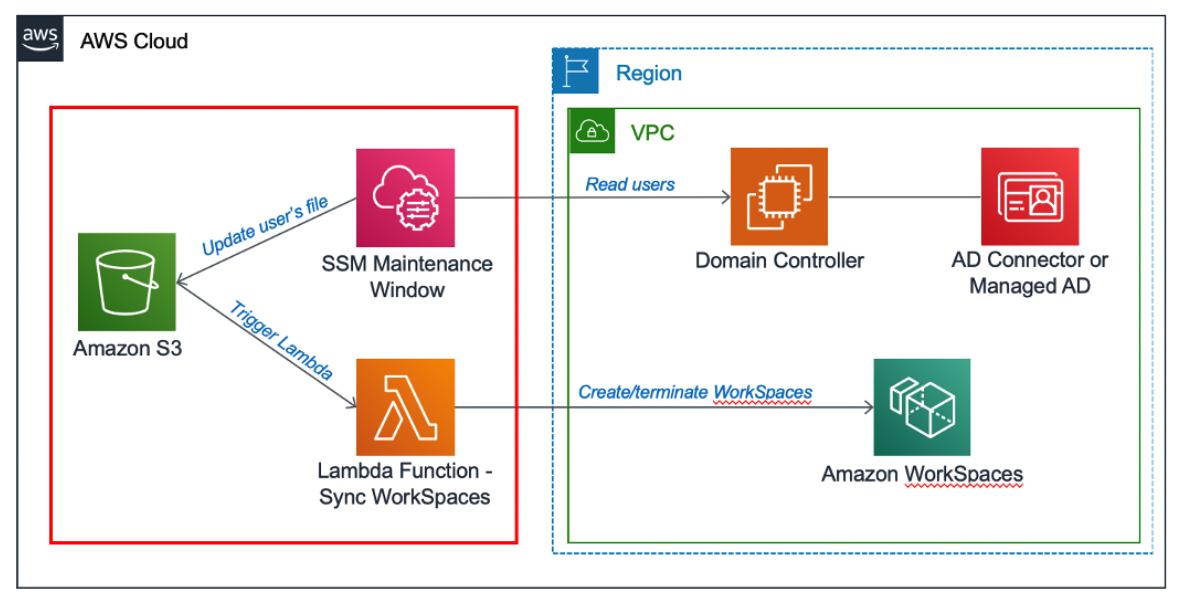 aws
AWS Cloud
Region
VPC
Read users
Update user's file
SSM Maintenance
Window
Domain Controller
AD Connector or
Managed AD
Amazon S3
Trigger Lambda
Create/terminate WorkSpaces
Lambda Function -
Sync WorkSpaces
Amazon WorkSpaces